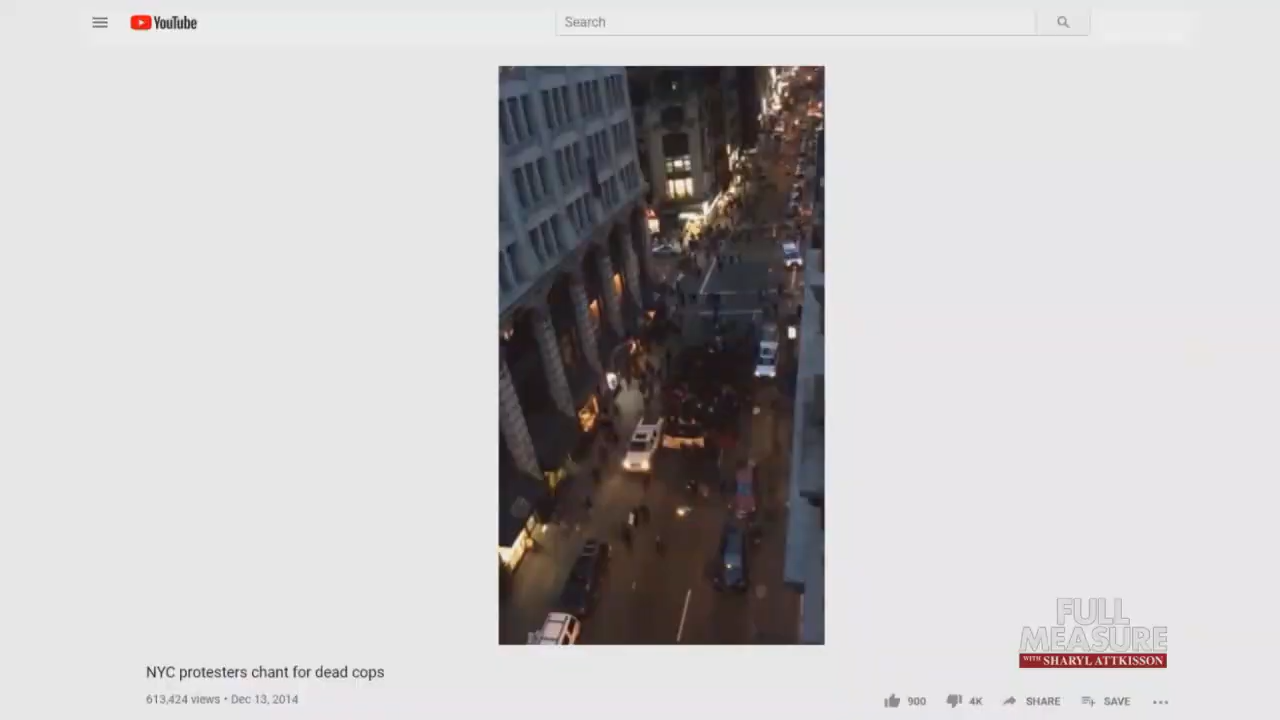 YouTube
Search
FULL
MEASURE
WITH SHARYL ATTKISSON
NYC protesters chant for dead cops
613,424 views • Dec 13, 2014
900
4K
SHARE
SAVE